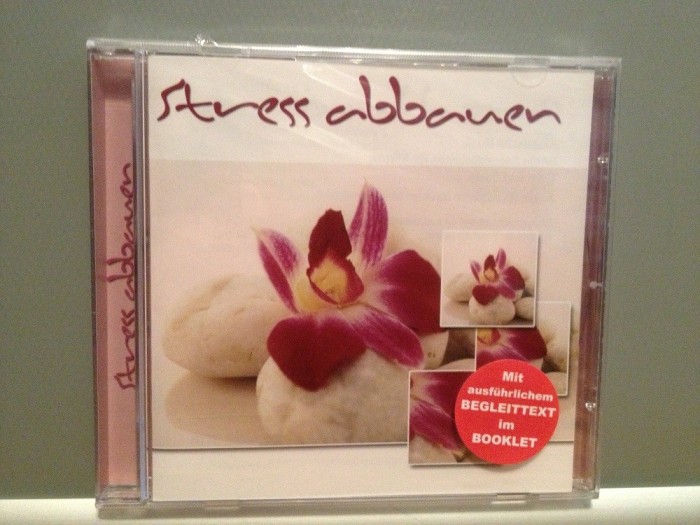 stress abbauen
stress abbauen
Mit
ausführlichem
BEGLEITTEXT
im
BOOKLET